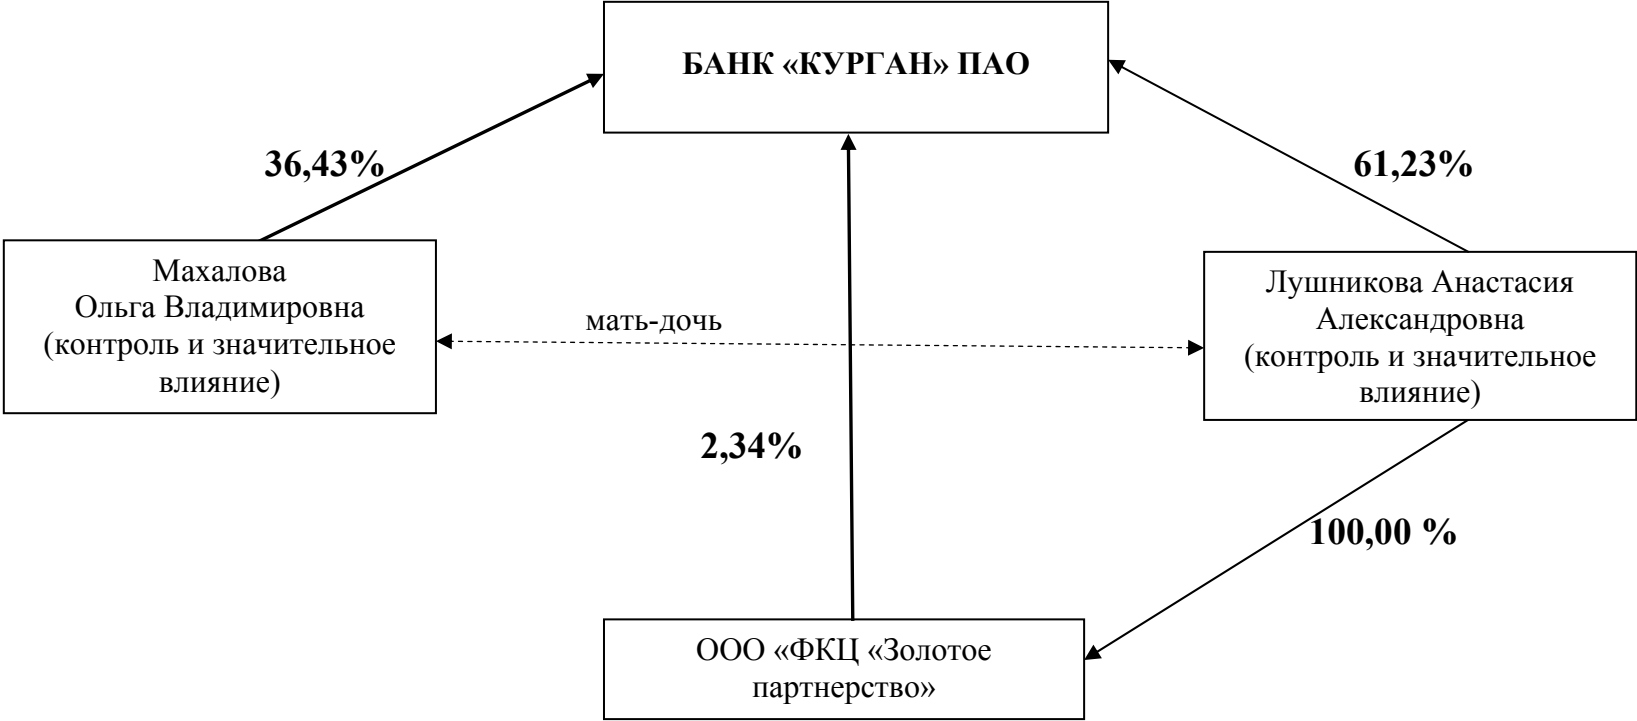 БАНК «КУРГАН» ПАО
36,43%
61,23%
Махалова
Ольга Владимировна
(контроль и значительное
влияние)
мать-дочь
Лушникова Анастасия
Александровна
(контроль и значительное
влияние)
2,34%
100,00 %
ООО «ФКЦ «Золотое
партнерство»